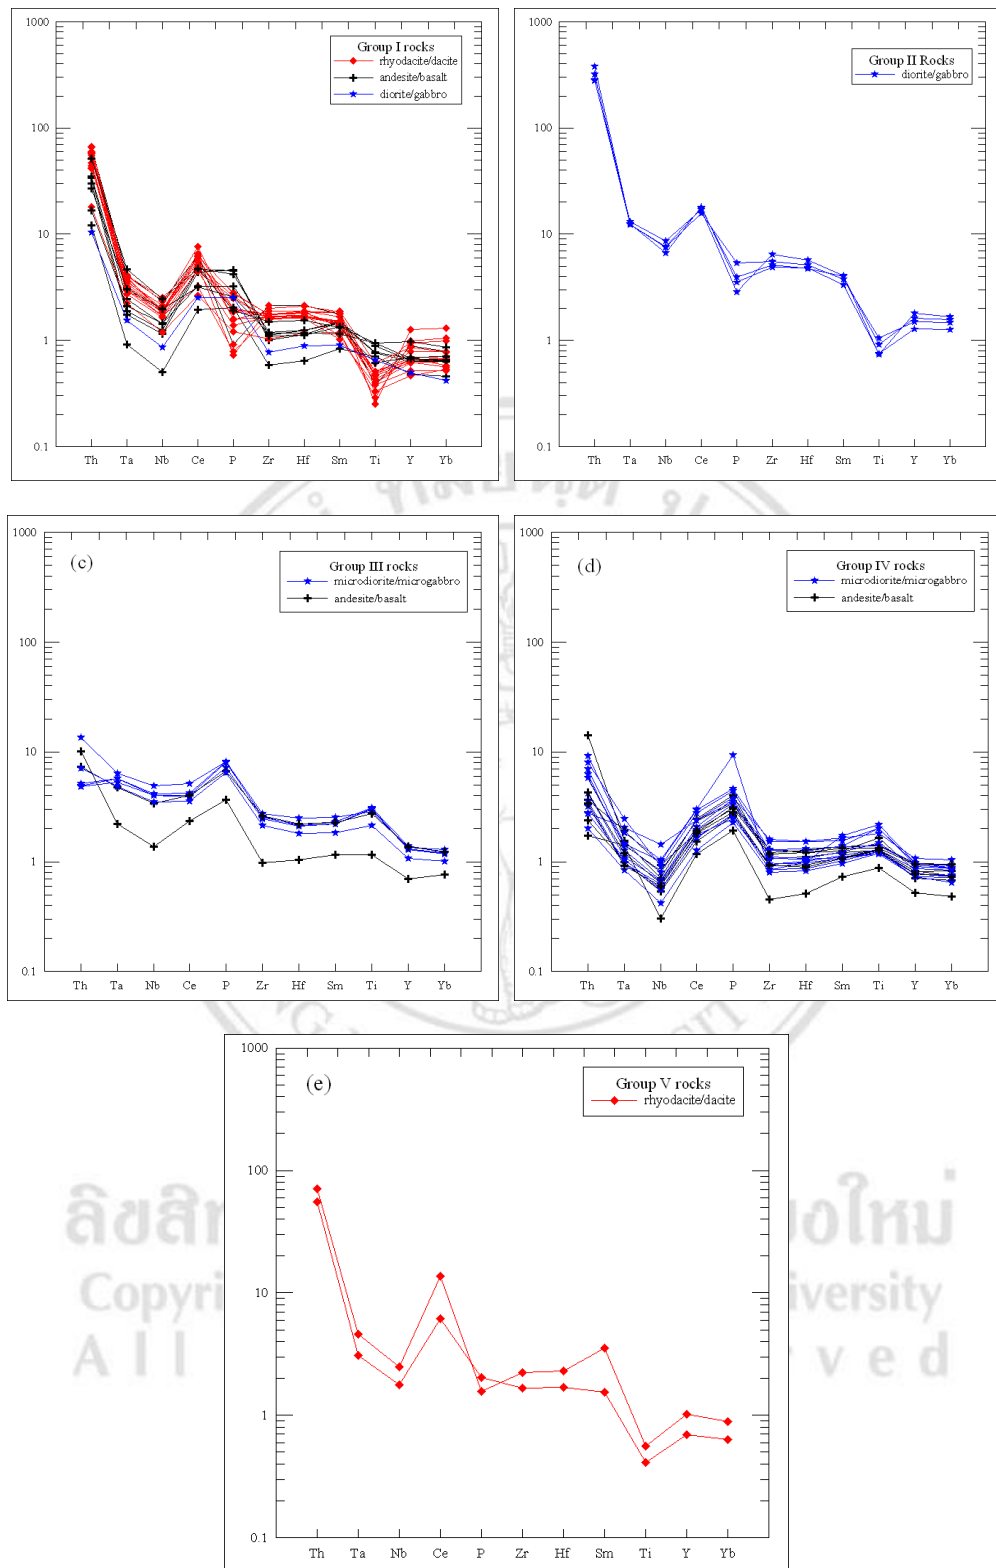 1000
100
10
1
0.1
Group I rocks
rhyodacite/dacite
andesite/basalt
diorite/gabbro
Th Ta Nb Ce P Zr Hf Sm Ti Y Yb
1000
100
10
1
0.1
Group II Rocks
diorite/gabbro
Th Ta Nb Ce P Zr Hf Sm Ti Y Yb
1000
100
10
1
0.1
(c)
Group III rocks
microdiorite/microgabbro
andesite/basalt
Th Ta Nb Ce P Zr Hf Sm Ti Y Yb
1000
100
10
1
0.1
(d)
Group IV rocks
microdiorite/microgabbro
andesite/basalt
Th Ta Nb Ce P Zr Hf Sm Ti Y Yb
1000
100
10
1
0.1
(e)
Group V rocks
rhyodacite/dacite
Th Ta Nb Ce P Zr Hf Sm Ti Y Yb
ลิขสิ
Copyri iversity
All r v e d